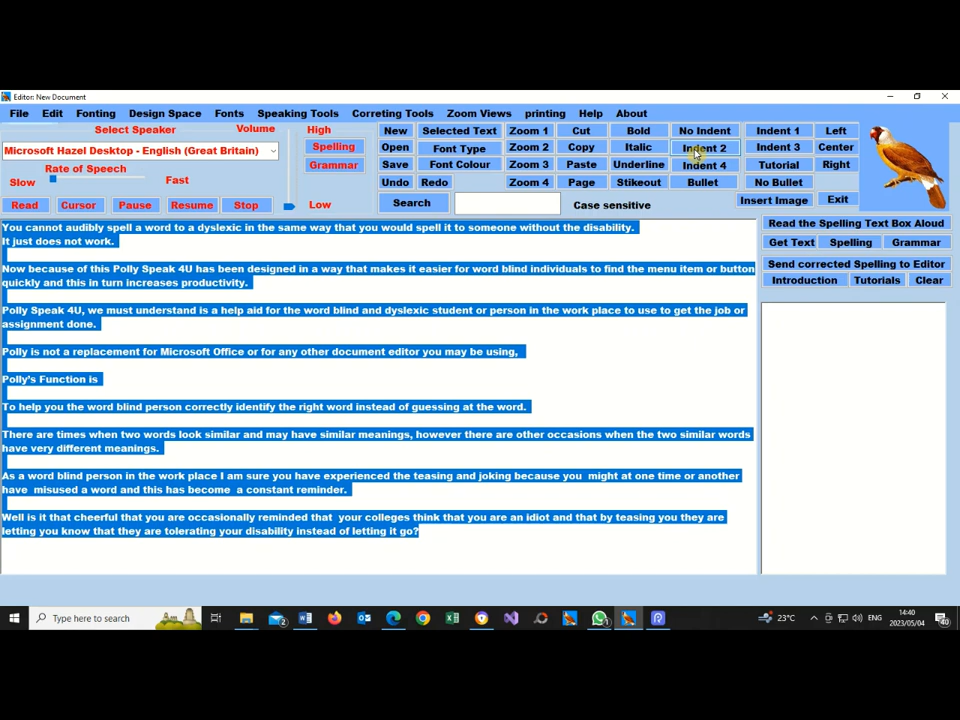 Editor: New Document
File Edit Fonting Design Space Fonts Speaking Tools Correting Tools Zoom Views printing Help About
Select Speaker Volume High
Microsoft Hazel Desktop - English (Great Britain)
Rate of Speech
Slow Fast Low
Read Cursor Pause Resume Stop
Spelling
Grammar
New Selected Text Zoom 1 Cut Bold No Indent Indent 1 Left
Open Font Type Zoom 2 Copy Italic Indent 2 Indent 3 Center
Save Font Colour Zoom 3 Paste Underline Indent 4 Tutorial Right
Undo Redo Zoom 4 Page Stikeout Bullet No Bullet
Search Case sensitive Insert Image Exit
Read the Spelling Text Box Aloud
Get Text Spelling Grammar
Send corrected Spelling to Editor
Introduction Tutorials Clear
You cannot audibly spell a word to a dyslexic in the same way that you would spell it to someone without the disability.
It just does not work.
Now because of this Polly Speak 4U has been designed in a way that makes it easier for word blind individuals to find the menu item or button
quickly and this in turn increases productivity.
Polly Speak 4U, we must understand is a help aid for the word blind and dyslexic student or person in the work place to use to get the job or
assignment done.
Polly is not a replacement for Microsoft Office or for any other document editor you may be using,
Polly's Function is
To help you the word blind person correctly identify the right word instead of guessing at the word.
There are times when two words look similar and may have similar meanings, however there are other occasions when the two similar words
have very different meanings.
As a word blind person in the work place I am sure you have experienced the teasing and joking because you might at one time or another
have misused a word and this has become a constant reminder.
Well is it that cheerful that you are occasionally reminded that your colleges think that you are an idiot and that by teasing you they are
letting you know that they are tolerating your disability instead of letting it go?
Type here to search
23°C
ENG
14:40
2023/05/04
40